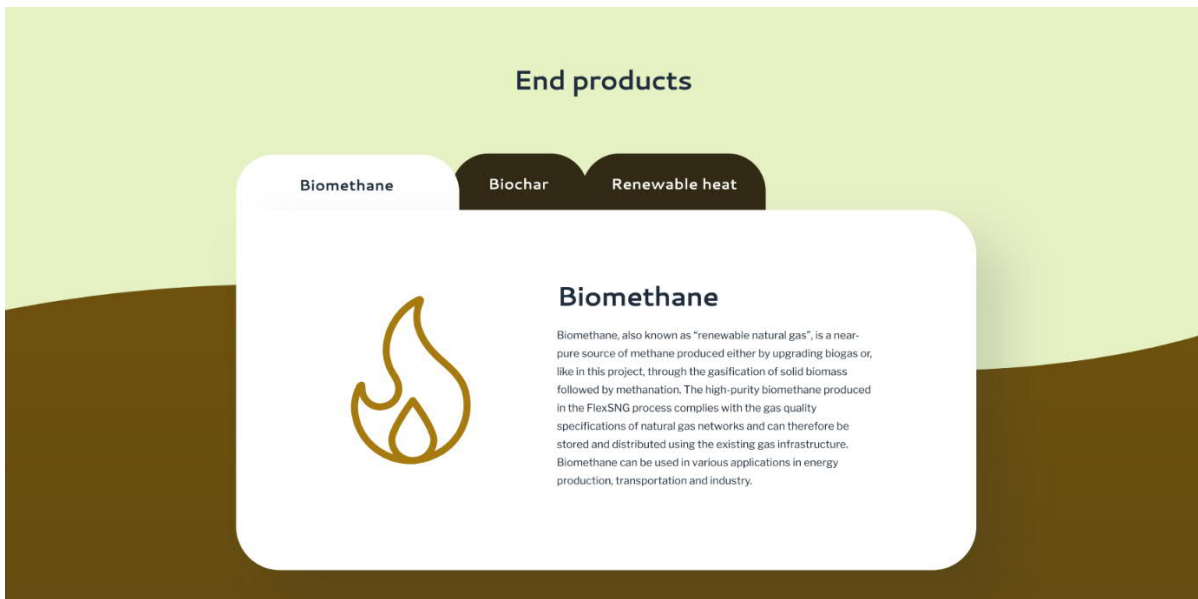 End products
Biomethane
Biochar
Renewable heat
Biomethane
Biomethane, also known as “renewable natural gas”, is a near-
pure source of methane produced either by upgrading biogas or,
like in this project, through the gasification of solid biomass
followed by methanation. The high-purity biomethane produced
in the FlexSNG process complies with the gas quality
specifications of natural gas networks and can therefore be
stored and distributed using the existing gas infrastructure.
Biomethane can be used in various applications in energy
production, transportation and industry.